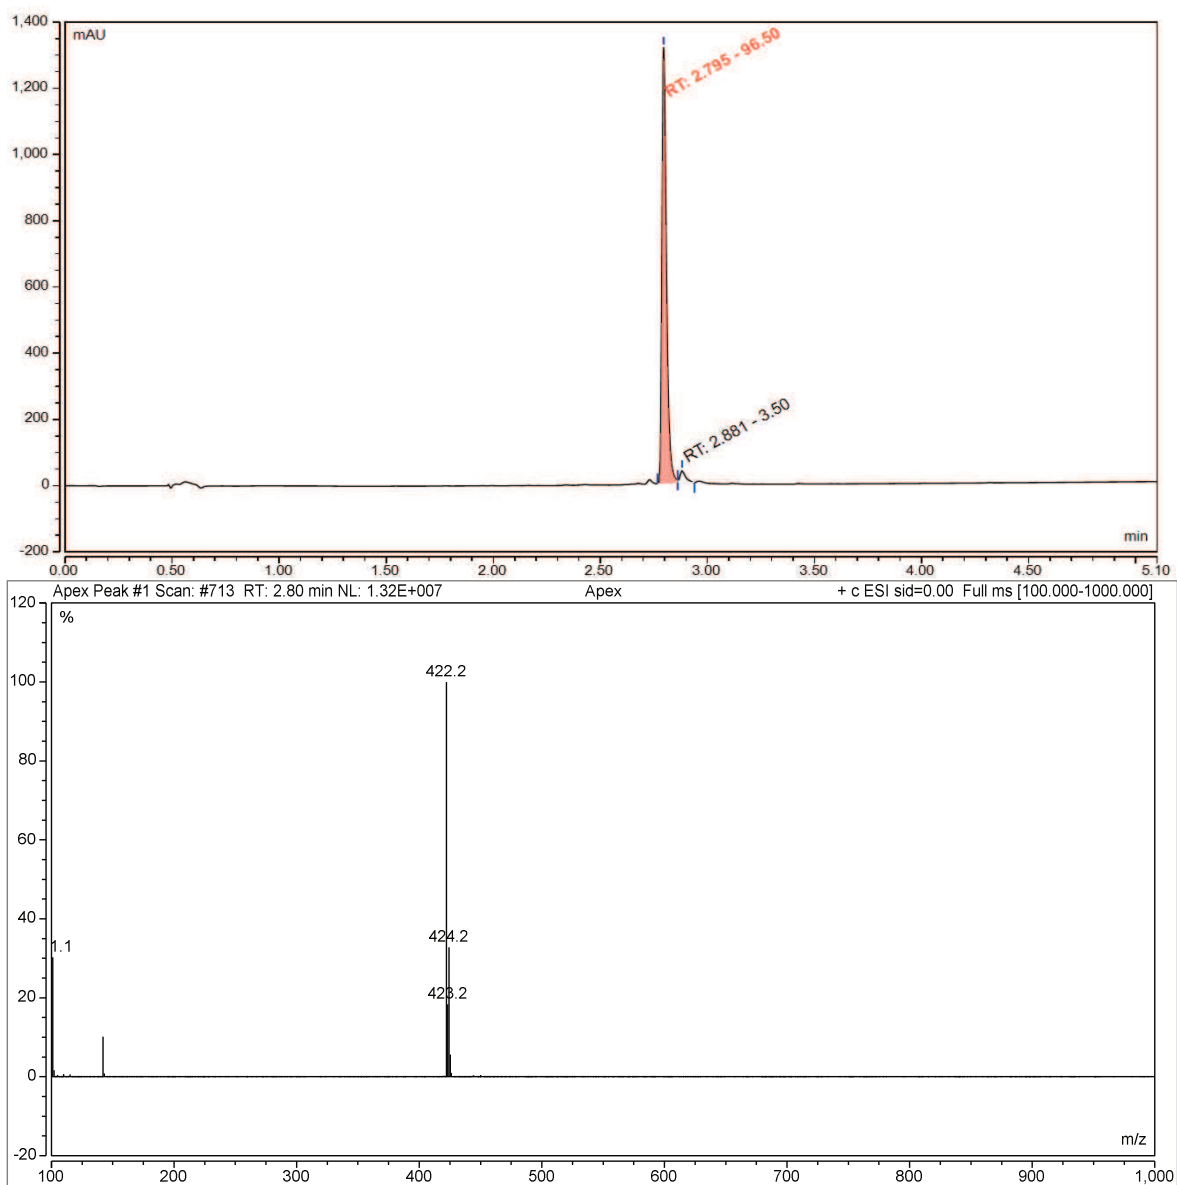 1,400
mAU
RT: 2.795 - 96.50
1,200
1,000
800
600
400
RT: 2.881 - 3.50
200
0
min
-200
0.00 0.50 1.00 1.50 2.00 2.50 3.00 3.50 4.00 4.50 5.10
Apex Peak #1 Scan: #713 RT: 2.80 min NL: 1.32E+007 Apex + c ESI sid=0.00 Full ms [100.000-1000.000]
120
%
422.2
100
80
60
40
1.1
424.2
423.2
20
0
m/z
-20
100 200 300 400 500 600 700 800 900 1,000